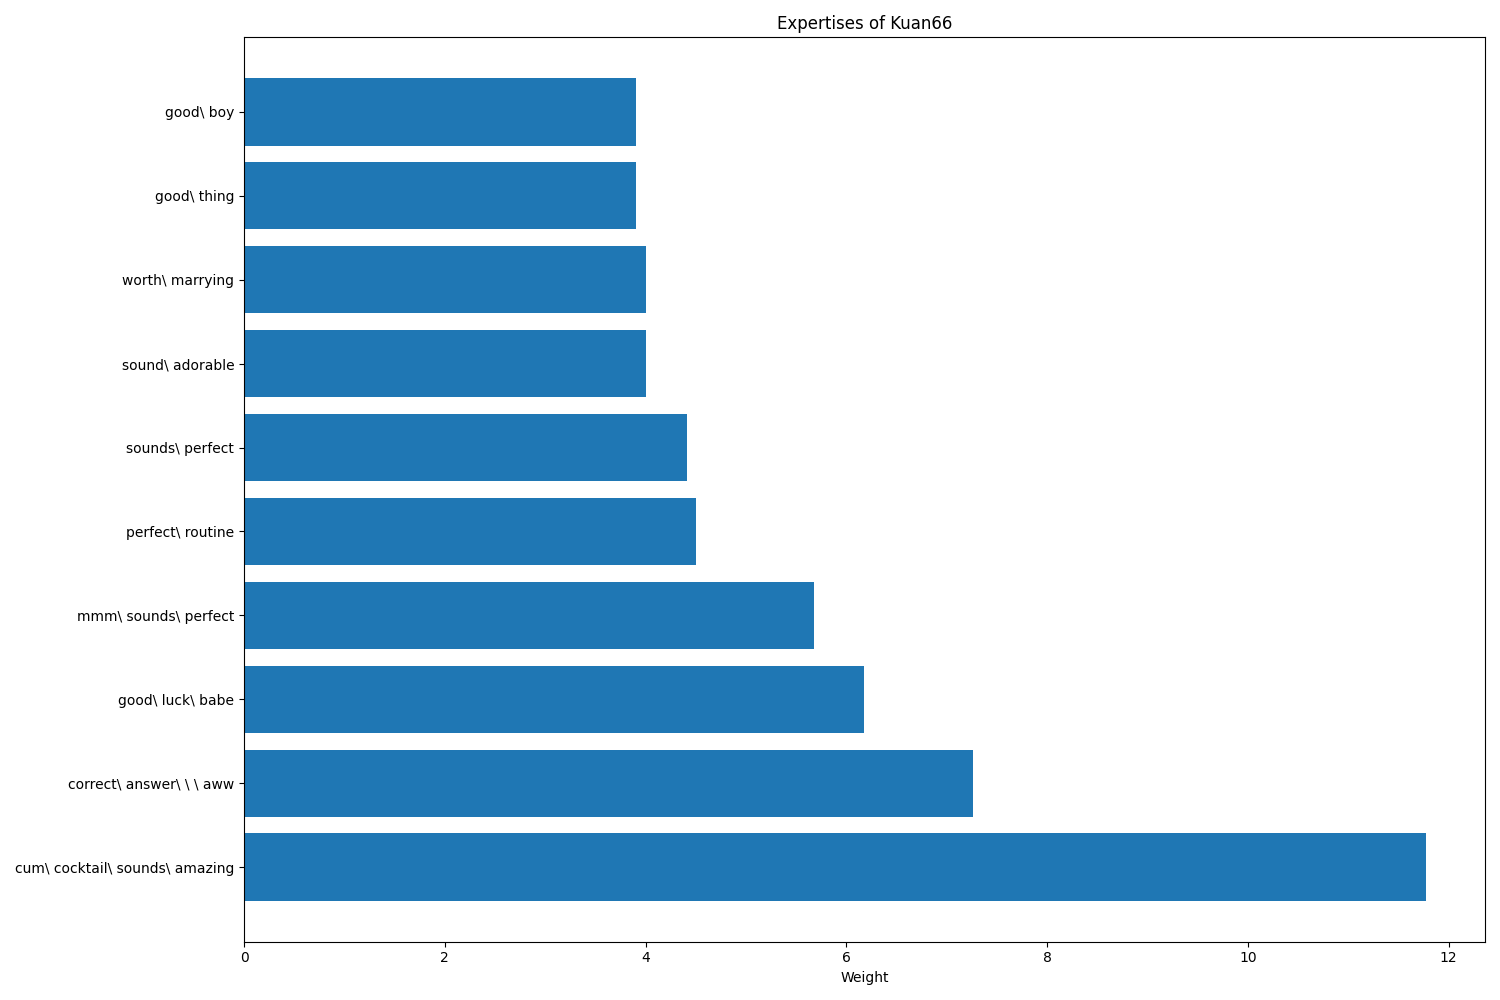 Expertises of Kuan66
good\ boy
good\ thing
worth\ marrying
sound\ adorable
sounds\ perfect
perfect\ routine
mmm\ sounds\ perfect
good\ luck\ babe
correct\ answer\ \ \ aww
cum\ cocktail\ sounds\ amazing
0 2 4 6 8 10 12
Weight